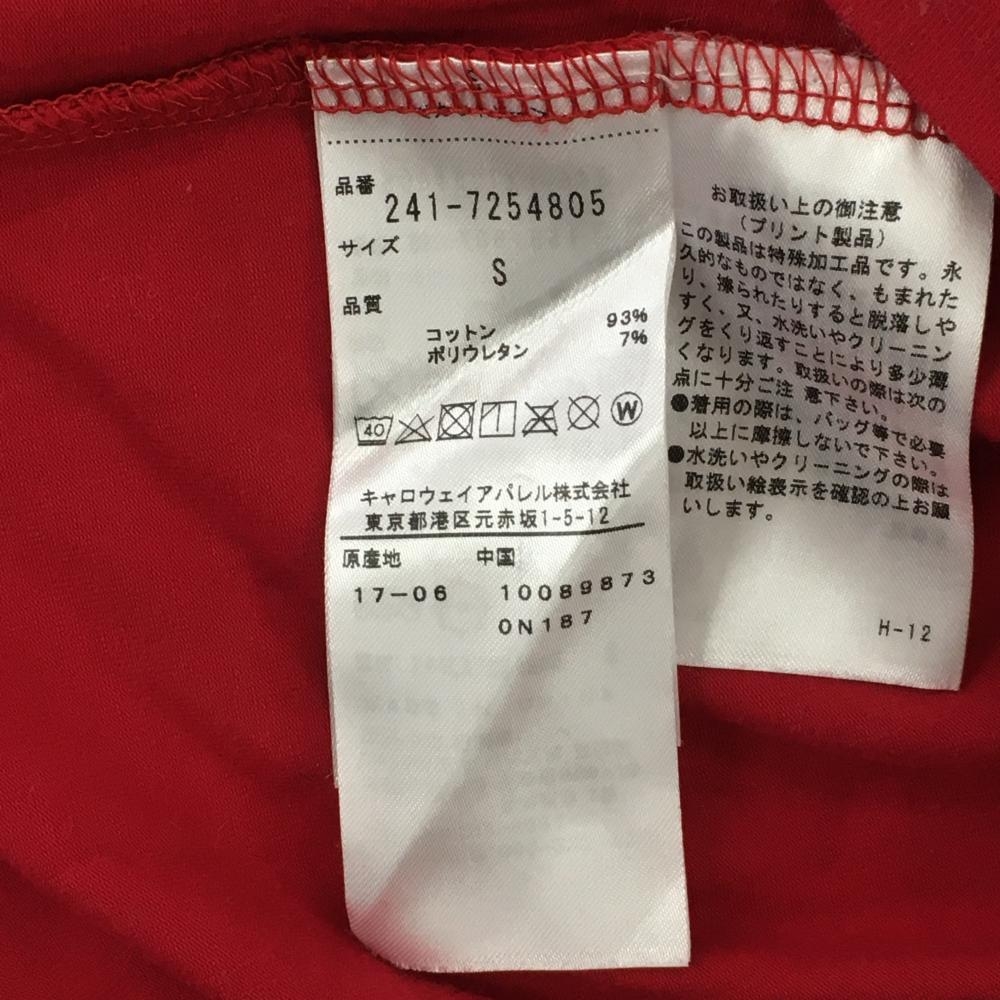 品番
241-7254805
サイズ
S
品質
コットン 93%
ポリウレタン 7%
40
W
キャロウェイアパレル株式会社
東京都港区元赤坂1-5-12
原産地 中国
17-06 10089873
0N187
お取扱い上の御注意
(プリント製品)
この製品は特殊加工品です。永
久的なものではなく、もまれた
り、擦られたりすると脱落しや
すく、又、水洗いやクリーニン
グをくり返すことにより多少薄
くなります。取扱いの際は次の
点に十分ご注 意下さい。
●着用の際は、バッグ等で必要
以上に摩擦しないで下さい。
●水洗いやクリーニングの際は
取扱い絵表示を確認の上お願
いします。
H-12